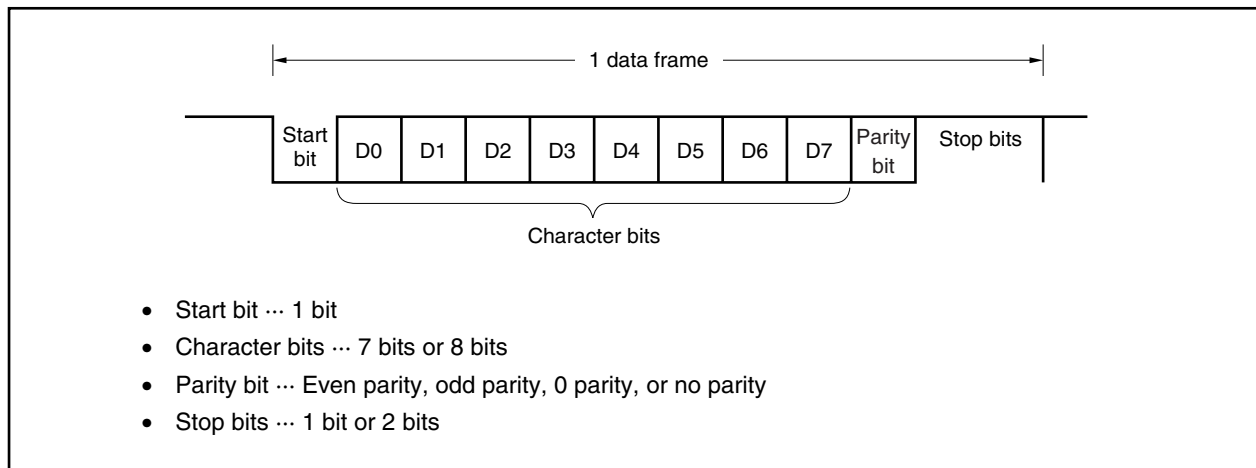 1 data frame
Start bit
D0 D1 D2 D3 D4 D5 D6 D7
Parity bit
Stop bits
Character bits
• Start bit ··· 1 bit
• Character bits ··· 7 bits or 8 bits
• Parity bit ··· Even parity, odd parity, 0 parity, or no parity
• Stop bits ··· 1 bit or 2 bits